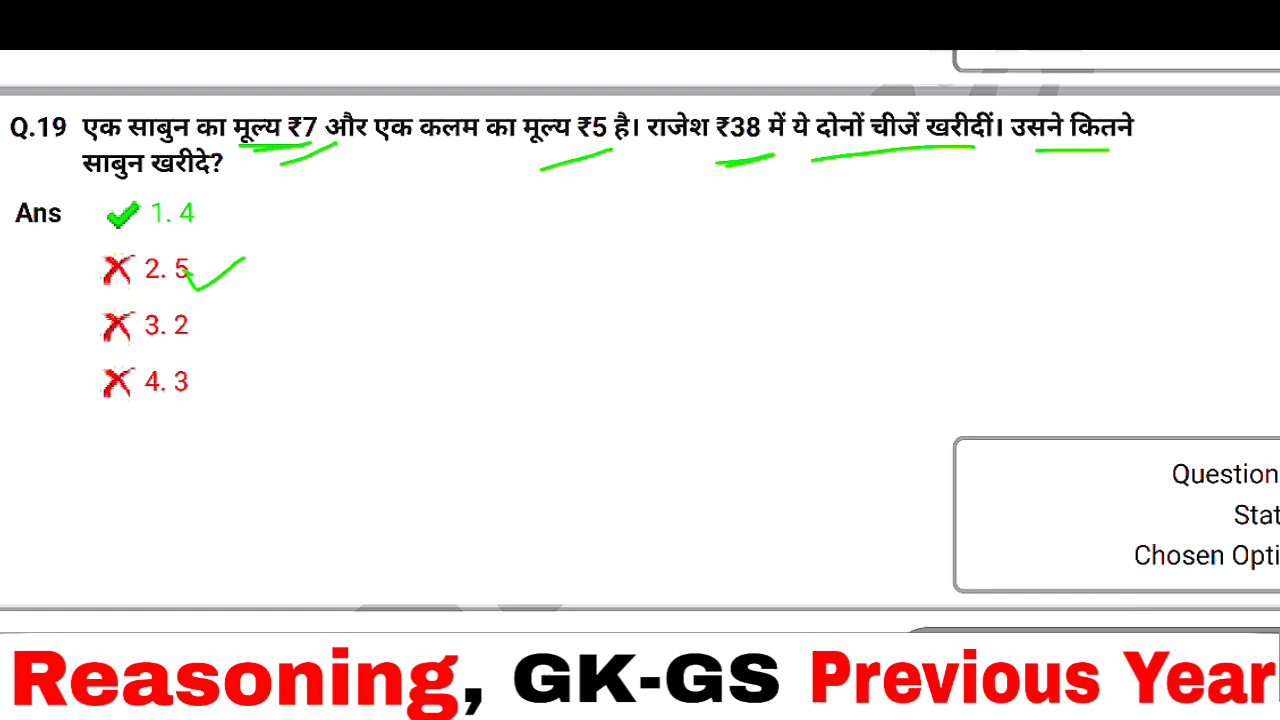 Q.19 एक साबुन का मूल्य ₹7 और एक कलम का मूल्य ₹5 है। राजेश ₹38 में ये दोनों चीजें खरीदीं। उसने कितने
साबुन खरीदे?
Ans 1. 4
2. 5
3. 2
4. 3
Question
Stat
Chosen Opti
Reasoning, GK-GS Previous Year